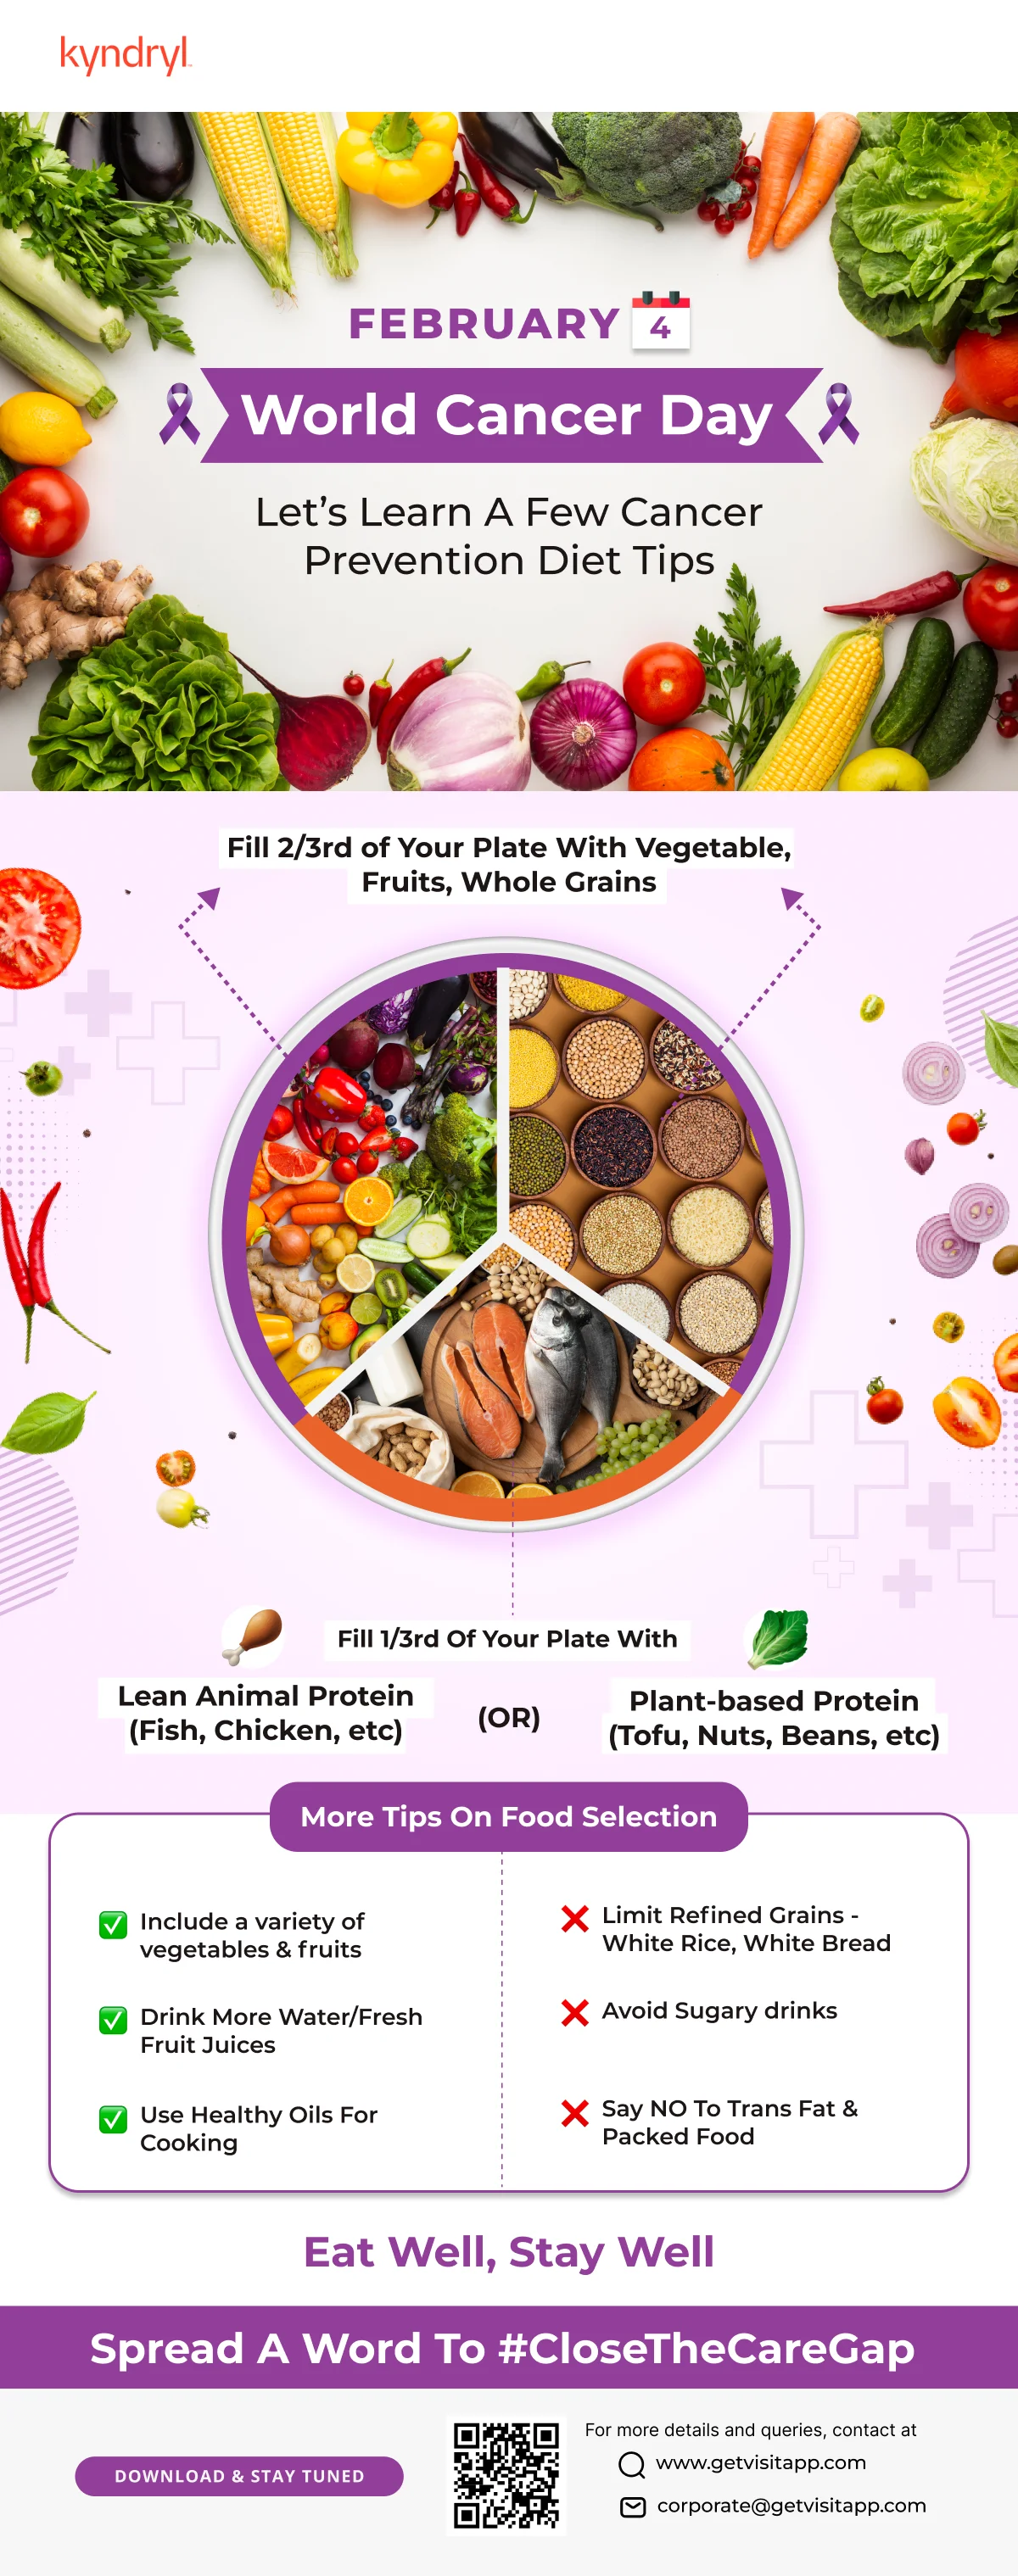 kyndryl
FEBRUARY 4
World Cancer Day
Let's Learn A Few Cancer
Prevention Diet Tips
Fill 2/3rd of Your Plate With Vegetable,
Fruits, Whole Grains
Fill 1/3rd Of Your Plate With
Lean Animal Protein
(Fish, Chicken, etc)
(OR)
Plant-based Protein
(Tofu, Nuts, Beans, etc)
More Tips On Food Selection
Include a variety of
vegetables & fruits
Drink More Water/Fresh
Fruit Juices
Use Healthy Oils For
Cooking
Limit Refined Grains -
White Rice, White Bread
Avoid Sugary drinks
Say NO To Trans Fat &
Packed Food
Eat Well, Stay Well
Spread A Word To #CloseTheCareGap
DOWNLOAD & STAY TUNED
For more details and queries, contact at
www.getvisitapp.com
corporate@getvisitapp.com